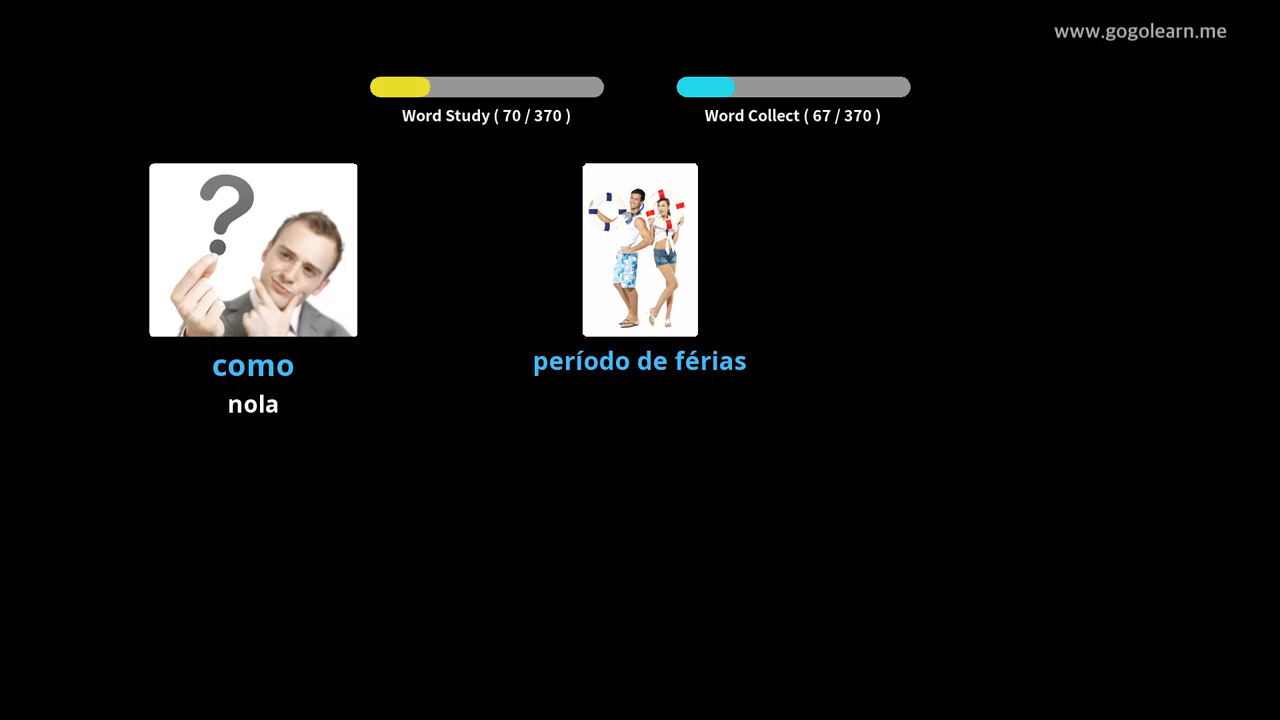 www.gogolearn.me
Word Study ( 70 / 370 )
Word Collect ( 67 / 370 )
como
nola
período de férias